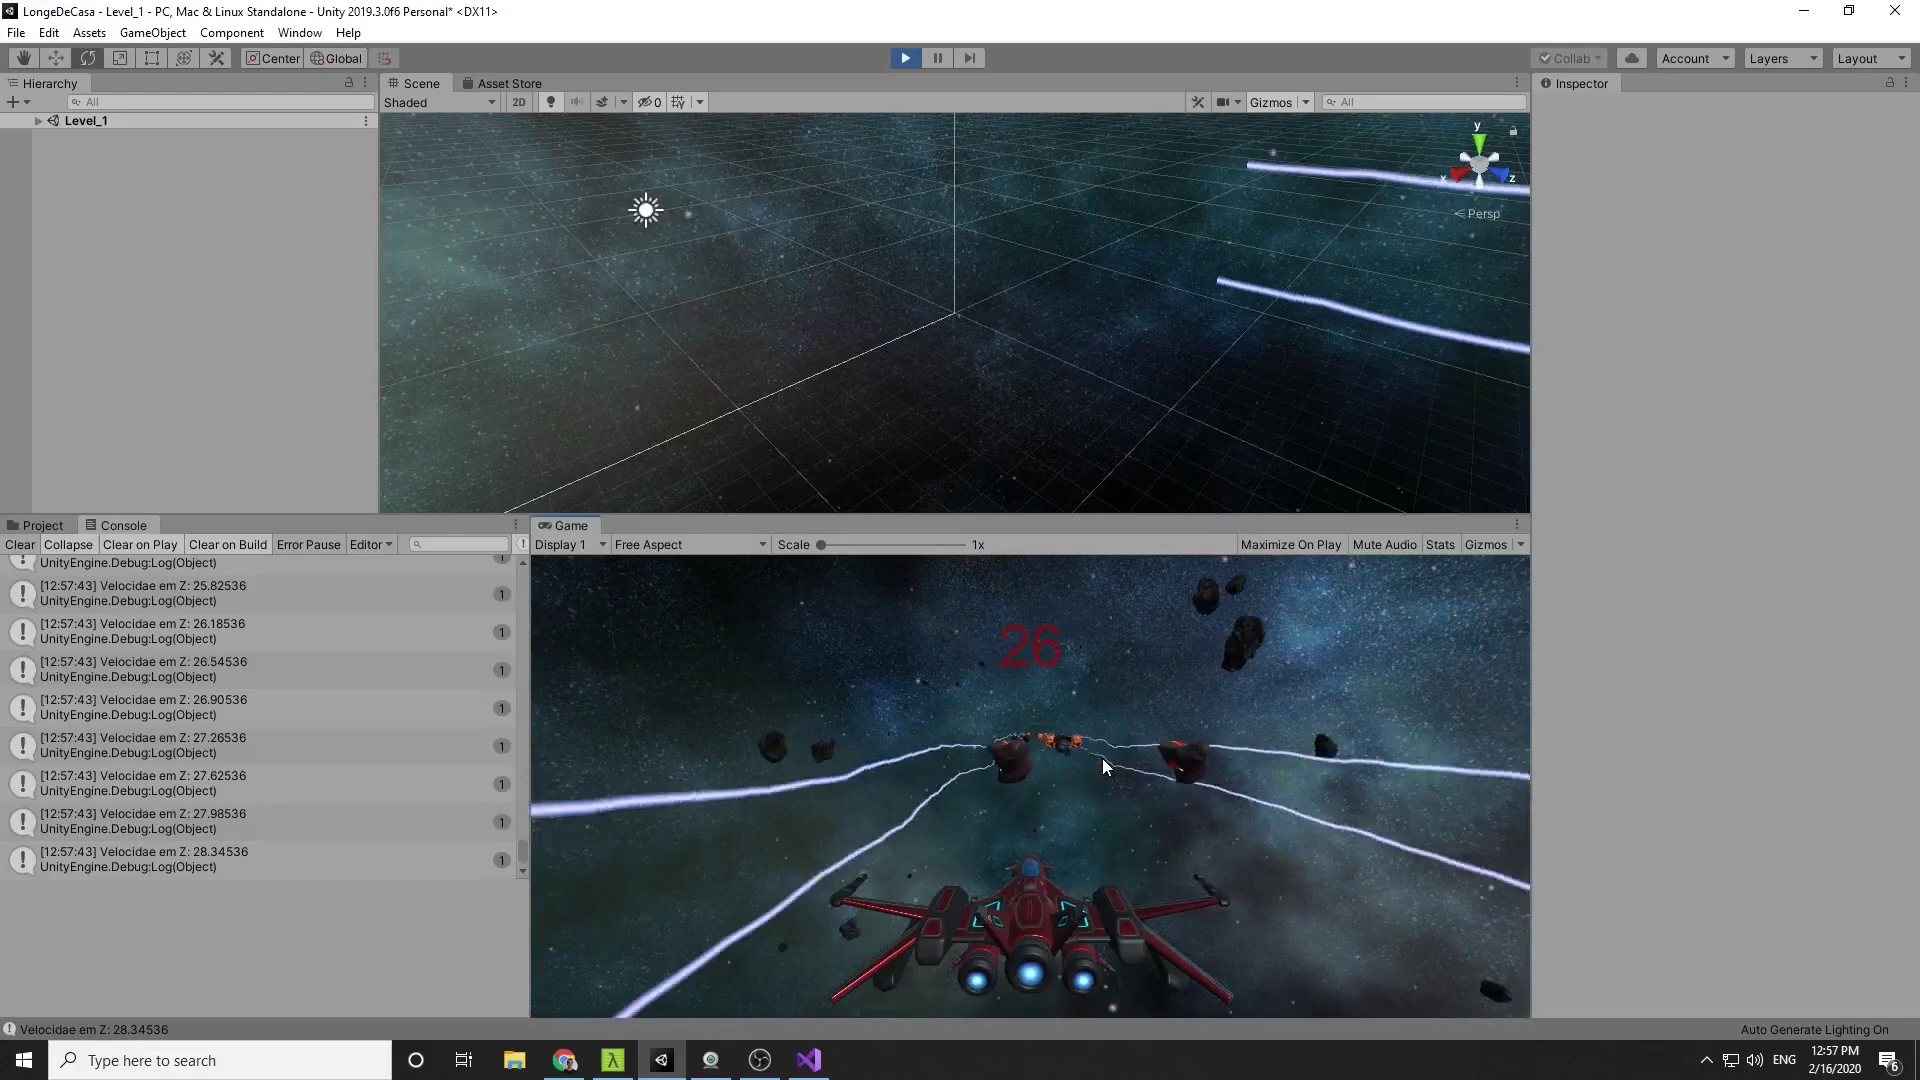 LongeDeCasa - Level_1 - PC, Mac & Linux Standalone - Unity 2019.3.0f6 Personal* <DX11>
File Edit Assets GameObject Component Window Help
Center Global Collab Account Layers Layout
Hierarchy
All
Level_1
Scene Asset Store
Shaded 2D 0 Gizmos All
y
x
z
Persp
Inspector
Project Console
Clear Collapse Clear on Play Clear on Build Error Pause Editor
UnityEngine.Debug:Log(Object)
1
[12:57:43] Velocidae em Z: 25.82536
UnityEngine.Debug:Log(Object)
1
[12:57:43] Velocidae em Z: 26.18536
UnityEngine.Debug:Log(Object)
1
[12:57:43] Velocidae em Z: 26.54536
UnityEngine.Debug:Log(Object)
1
[12:57:43] Velocidae em Z: 26.90536
UnityEngine.Debug:Log(Object)
1
[12:57:43] Velocidae em Z: 27.26536
UnityEngine.Debug:Log(Object)
1
[12:57:43] Velocidae em Z: 27.62536
UnityEngine.Debug:Log(Object)
1
[12:57:43] Velocidae em Z: 27.98536
UnityEngine.Debug:Log(Object)
1
[12:57:43] Velocidae em Z: 28.34536
UnityEngine.Debug:Log(Object)
1
Game
Display 1 Free Aspect Scale 1x Maximize On Play Mute Audio Stats Gizmos
26
Velocidae em Z: 28.34536
Auto Generate Lighting On
Type here to search
ENG
12:57 PM
2/16/2020
6